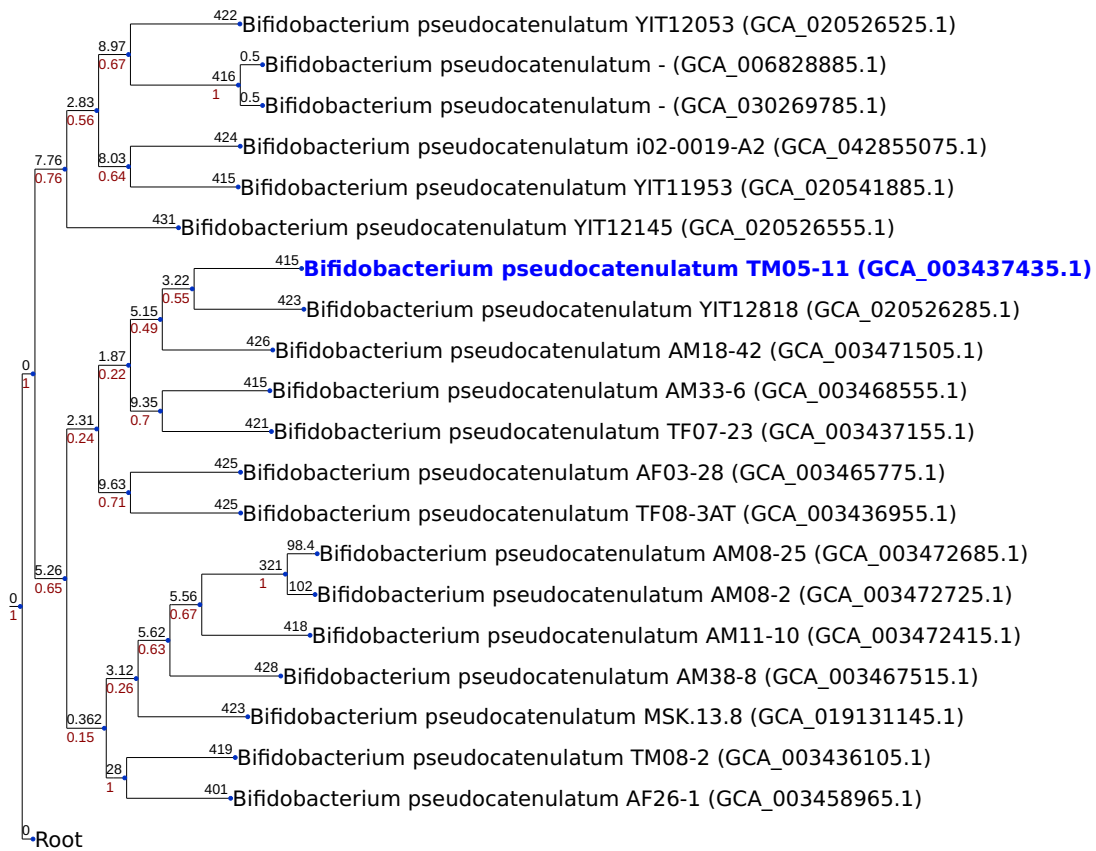 422 Bifidobacterium pseudocatenulatum YIT12053 (GCA_020526525.1)
8.97
0.67
0.5 Bifidobacterium pseudocatenulatum - (GCA_006828885.1)
416
1
0.5 Bifidobacterium pseudocatenulatum - (GCA_030269785.1)
2.83
0.56
424 Bifidobacterium pseudocatenulatum i02-0019-A2 (GCA_042855075.1)
8.03
0.64
415 Bifidobacterium pseudocatenulatum YIT11953 (GCA_020541885.1)
7.76
0.76
431 Bifidobacterium pseudocatenulatum YIT12145 (GCA_020526555.1)
415 Bifidobacterium pseudocatenulatum TM05-11 (GCA_003437435.1)
3.22
0.55
423 Bifidobacterium pseudocatenulatum YIT12818 (GCA_020526285.1)
5.15
0.49
426 Bifidobacterium pseudocatenulatum AM18-42 (GCA_003471505.1)
1.87
0.22
415 Bifidobacterium pseudocatenulatum AM33-6 (GCA_003468555.1)
9.35
0.7
421 Bifidobacterium pseudocatenulatum TF07-23 (GCA_003437155.1)
0
1
2.31
0.24
425 Bifidobacterium pseudocatenulatum AF03-28 (GCA_003465775.1)
9.63
0.71
425 Bifidobacterium pseudocatenulatum TF08-3AT (GCA_003436955.1)
98.4 Bifidobacterium pseudocatenulatum AM08-25 (GCA_003472685.1)
321
1
5.26
0.65
102 Bifidobacterium pseudocatenulatum AM08-2 (GCA_003472725.1)
5.56
0.67
0
1
418 Bifidobacterium pseudocatenulatum AM11-10 (GCA_003472415.1)
5.62
0.63
428 Bifidobacterium pseudocatenulatum AM38-8 (GCA_003467515.1)
3.12
0.26
423 Bifidobacterium pseudocatenulatum MSK.13.8 (GCA_019131145.1)
0.362
0.15
419 Bifidobacterium pseudocatenulatum TM08-2 (GCA_003436105.1)
28
1
401 Bifidobacterium pseudocatenulatum AF26-1 (GCA_003458965.1)
0 Root